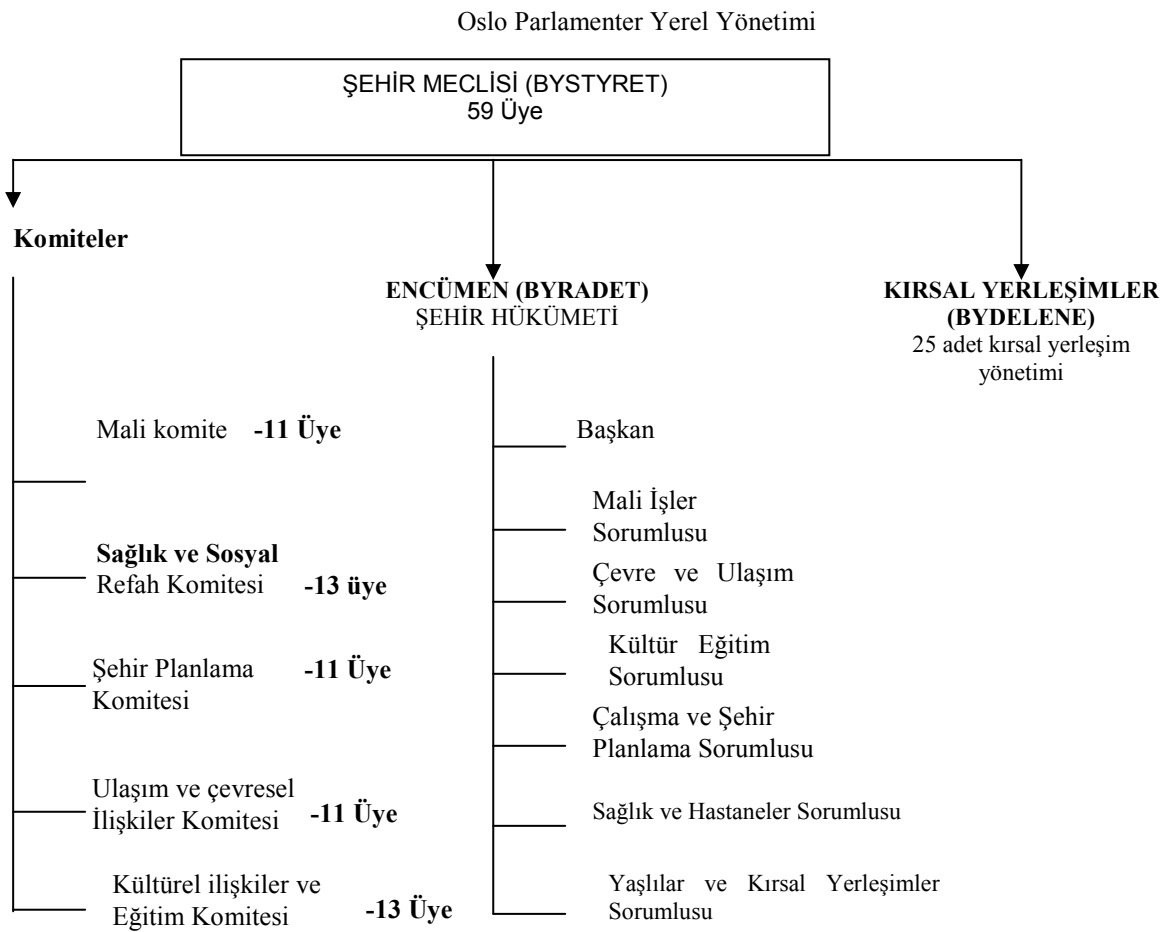 Oslo Parlamenter Yerel Yönetimi
ŞEHİR MECLİSİ (BYSTYRET)
59 Üye
Komiteler
Mali komite -11 Üye
Sağlık ve Sosyal
Refah Komitesi -13 üye
Şehir Planlama -11 Üye
Komitesi
Ulaşım ve çevresel
İlişkiler Komitesi -11 Üye
Kültürel ilişkiler ve
Eğitim Komitesi -13 Üye
ENCÜMEN (BYRADET)
ŞEHİR HÜKÜMETİ
Başkan
Mali İşler
Sorumlusu
Çevre ve Ulaşım
Sorumlusu
Kültür Eğitim
Sorumlusu
Çalışma ve Şehir
Planlama Sorumlusu
Sağlık ve Hastaneler Sorumlusu
Yaşlılar ve Kırsal Yerleşimler
Sorumlusu
KIRSAL YERLEŞİMLER
(BYDELENE)
25 adet kırsal yerleşim
yönetimi